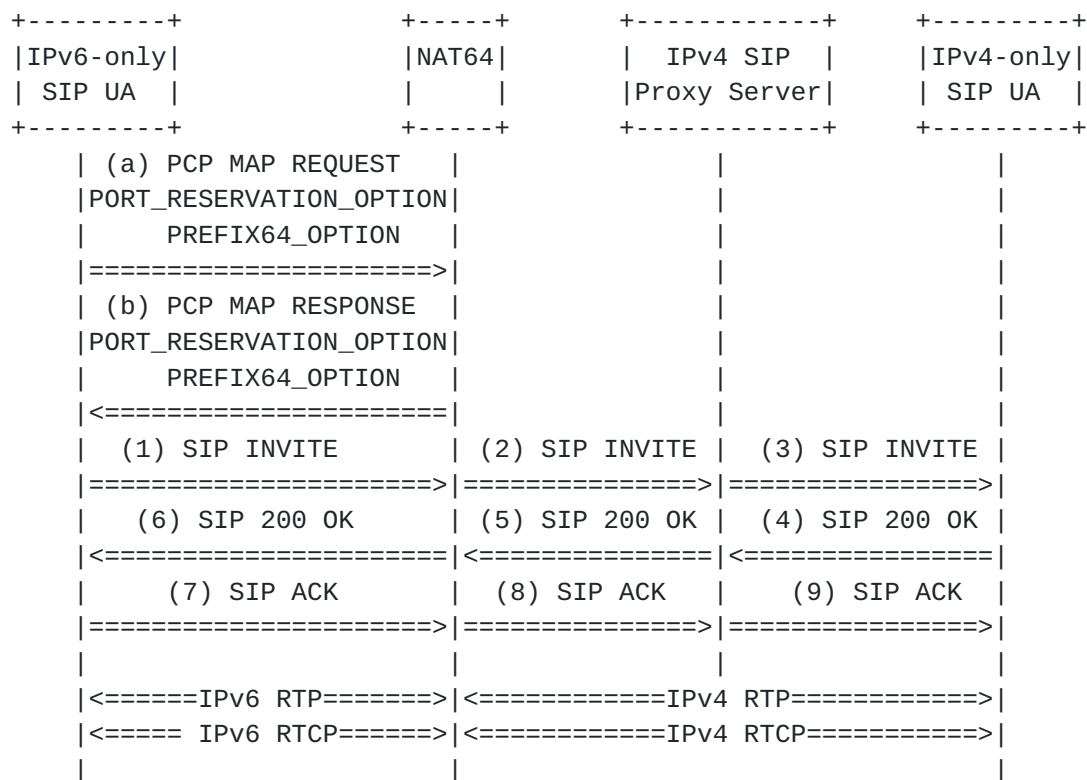 +---------+              +-----+       +------------+      +---------+
|IPv6-only|              |NAT64|       |  IPv4 SIP  |      |IPv4-only|
| SIP UA  |              |     |       |Proxy Server|      | SIP UA  |
+---------+              +-----+       +------------+      +---------+
    | (a) PCP MAP REQUEST   |                |                 |
    |PORT_RESERVATION_OPTION|                |                 |
    |     PREFIX64_OPTION   |                |                 |
    |======================>|                |                 |
    | (b) PCP MAP RESPONSE  |                |                 |
    |PORT_RESERVATION_OPTION|                |                 |
    |     PREFIX64_OPTION   |                |                 |
    |<======================|                |                 |
    |  (1) SIP INVITE       | (2) SIP INVITE |  (3) SIP INVITE |
    |======================>|===============>|================>|
    |   (6) SIP 200 OK      | (5) SIP 200 OK |  (4) SIP 200 OK |
    |<======================|<===============|<================|
    |     (7) SIP ACK       |  (8) SIP ACK   |    (9) SIP ACK  |
    |======================>|===============>|================>|
    |                       |                |                 |
    |<======IPv6 RTP=======>|<============IPv4 RTP============>|
    |<===== IPv6 RTCP======>|<============IPv4 RTCP===========>|
    |                       |                                  |